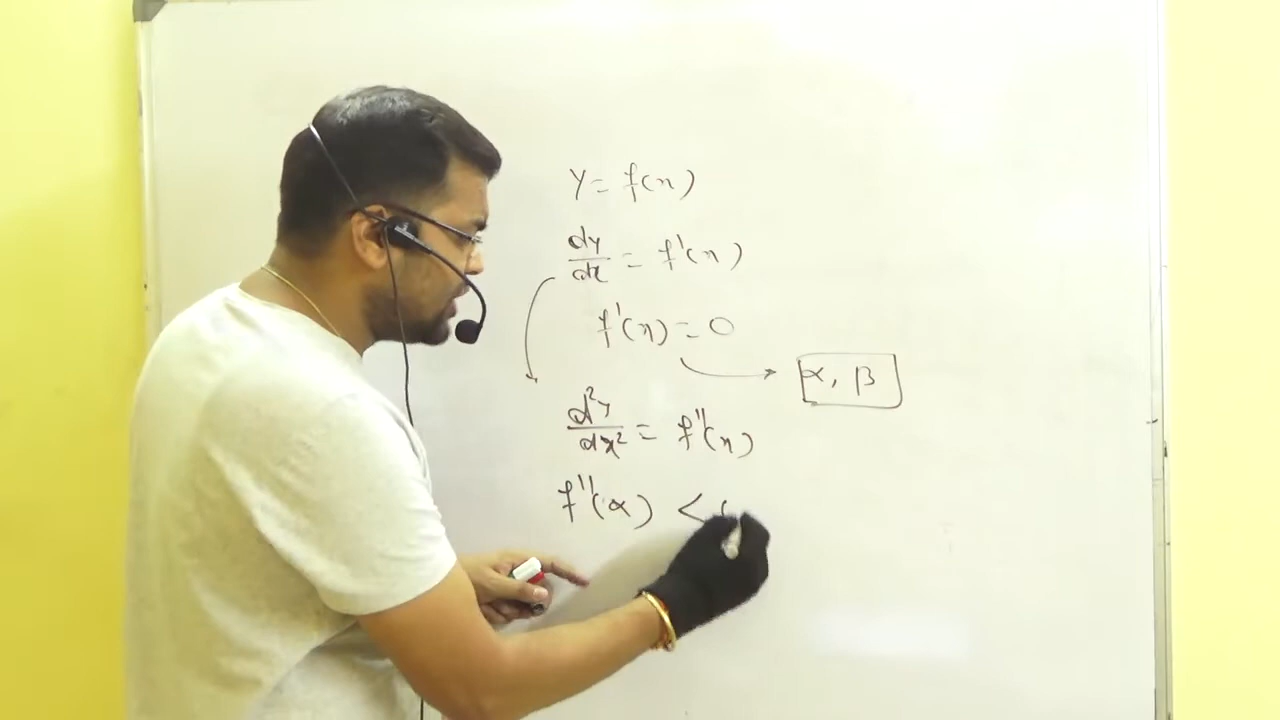 y = f(x)
dy/dx = f'(x)
f'(x) = 0
α, β
d²y/dx² = f''(x)
f''(α) <